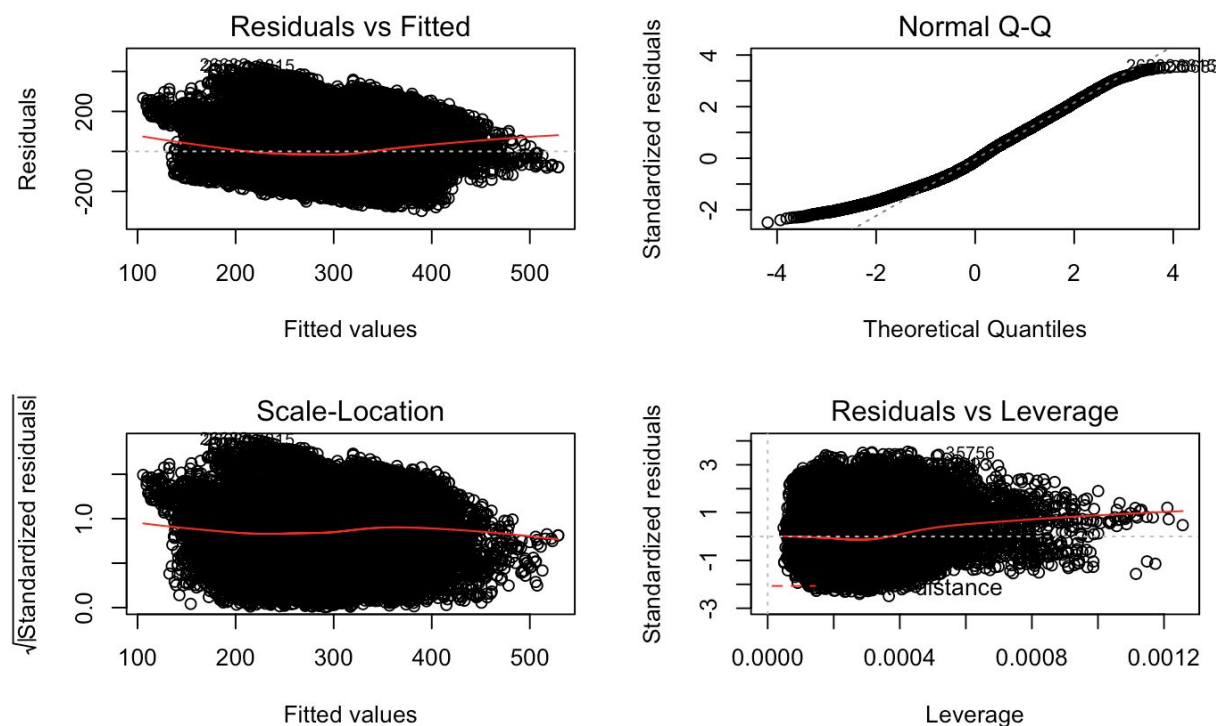 Residuals vs Fitted
Residuals
200
-200
100 200 300 400 500
Fitted values
Normal Q-Q
Standardized residuals
4
2
0
-2
-4 -2 0 2 4
Theoretical Quantiles
Scale-Location
√|Standardized residuals|
1.0
0.0
100 200 300 400 500
Fitted values
Residuals vs Leverage
Standardized residuals
3
1
-1
-3
35756
distance
0.0000 0.0004 0.0008 0.0012
Leverage